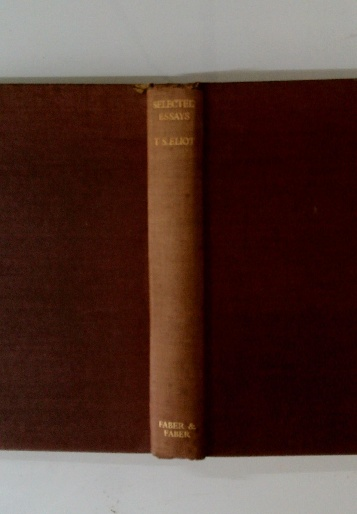 SELECTED
ESSAYS
T S. ELIOT
FABER &
FABER